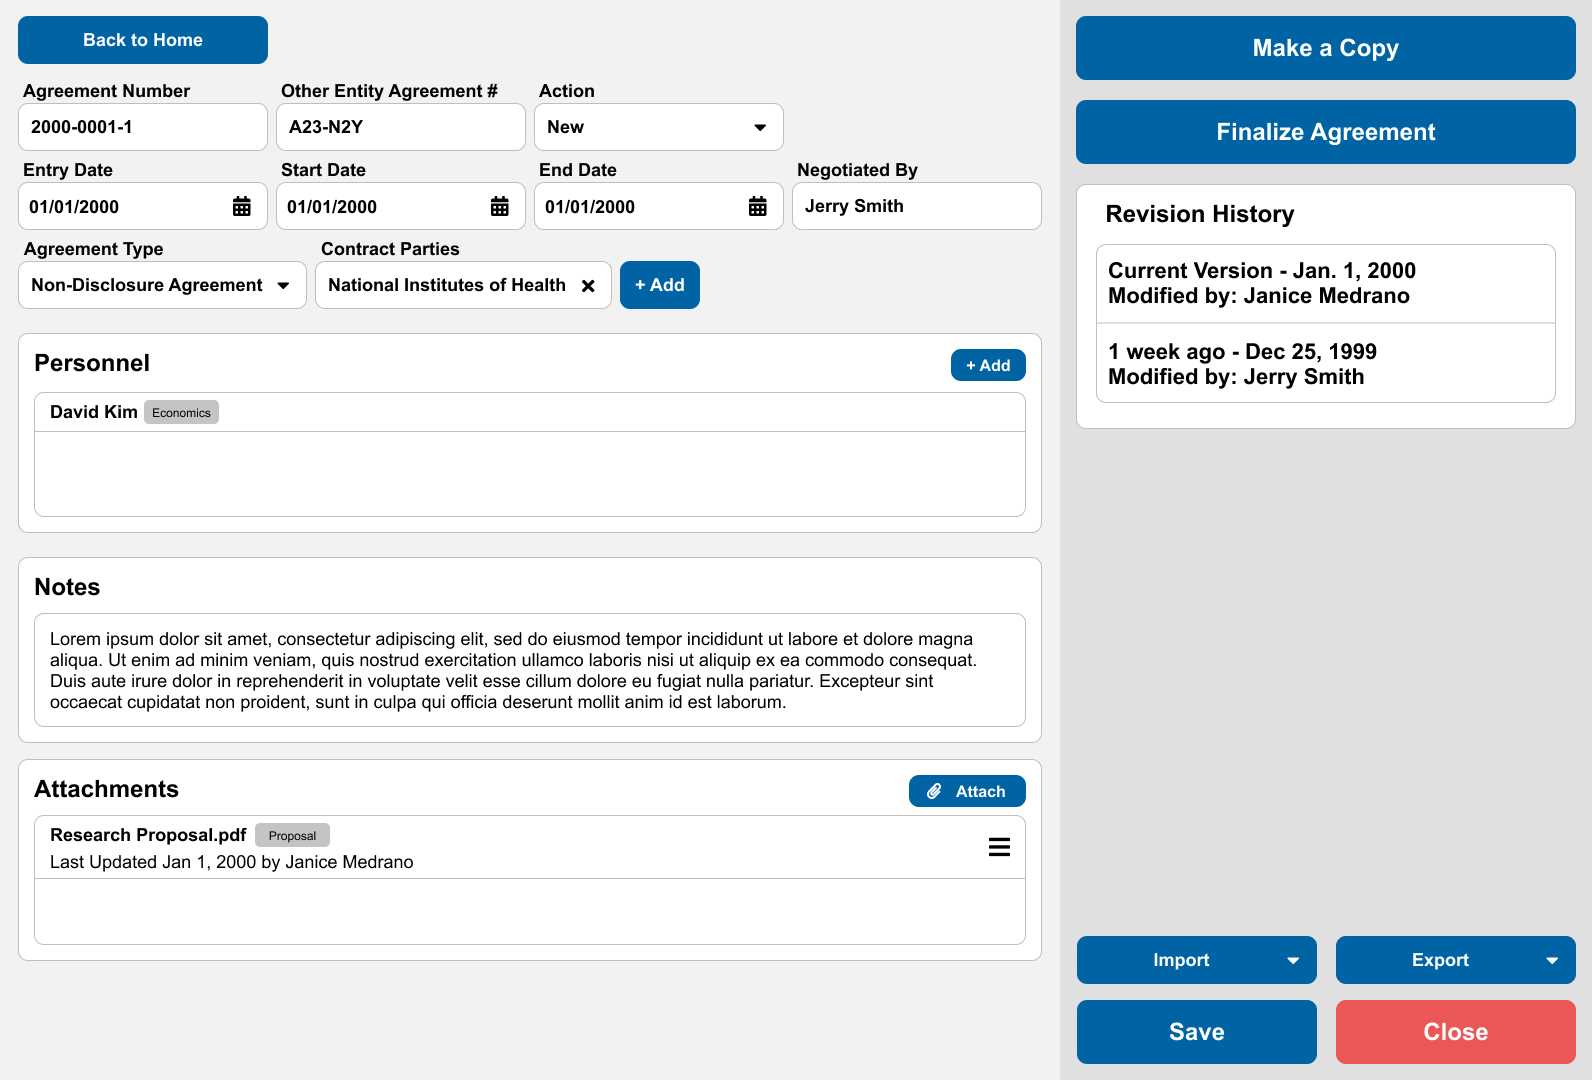 Back to Home
Agreement Number
Other Entity Agreement #
Action
2000-0001-1
A23-N2Y
New
Entry Date
Start Date
End Date
Negotiated By
01/01/2000
01/01/2000
01/01/2000
Jerry Smith
Agreement Type
Contract Parties
Non-Disclosure Agreement
National Institutes of Health
+ Add
Personnel
+ Add
David Kim
Economics
Notes
Lorem ipsum dolor sit amet, consectetur adipiscing elit, sed do eiusmod tempor incididunt ut labore et dolore magna
aliqua. Ut enim ad minim veniam, quis nostrud exercitation ullamco laboris nisi ut aliquip ex ea commodo consequat.
Duis aute irure dolor in reprehenderit in voluptate velit esse cillum dolore eu fugiat nulla pariatur. Excepteur sint
occaecat cupidatat non proident, sunt in culpa qui officia deserunt mollit anim id est laborum.
Attachments
Attach
Research Proposal.pdf
Proposal
Last Updated Jan 1, 2000 by Janice Medrano
Make a Copy
Finalize Agreement
Revision History
Current Version - Jan. 1, 2000
Modified by: Janice Medrano
1 week ago - Dec 25, 1999
Modified by: Jerry Smith
Import
Export
Save
Close